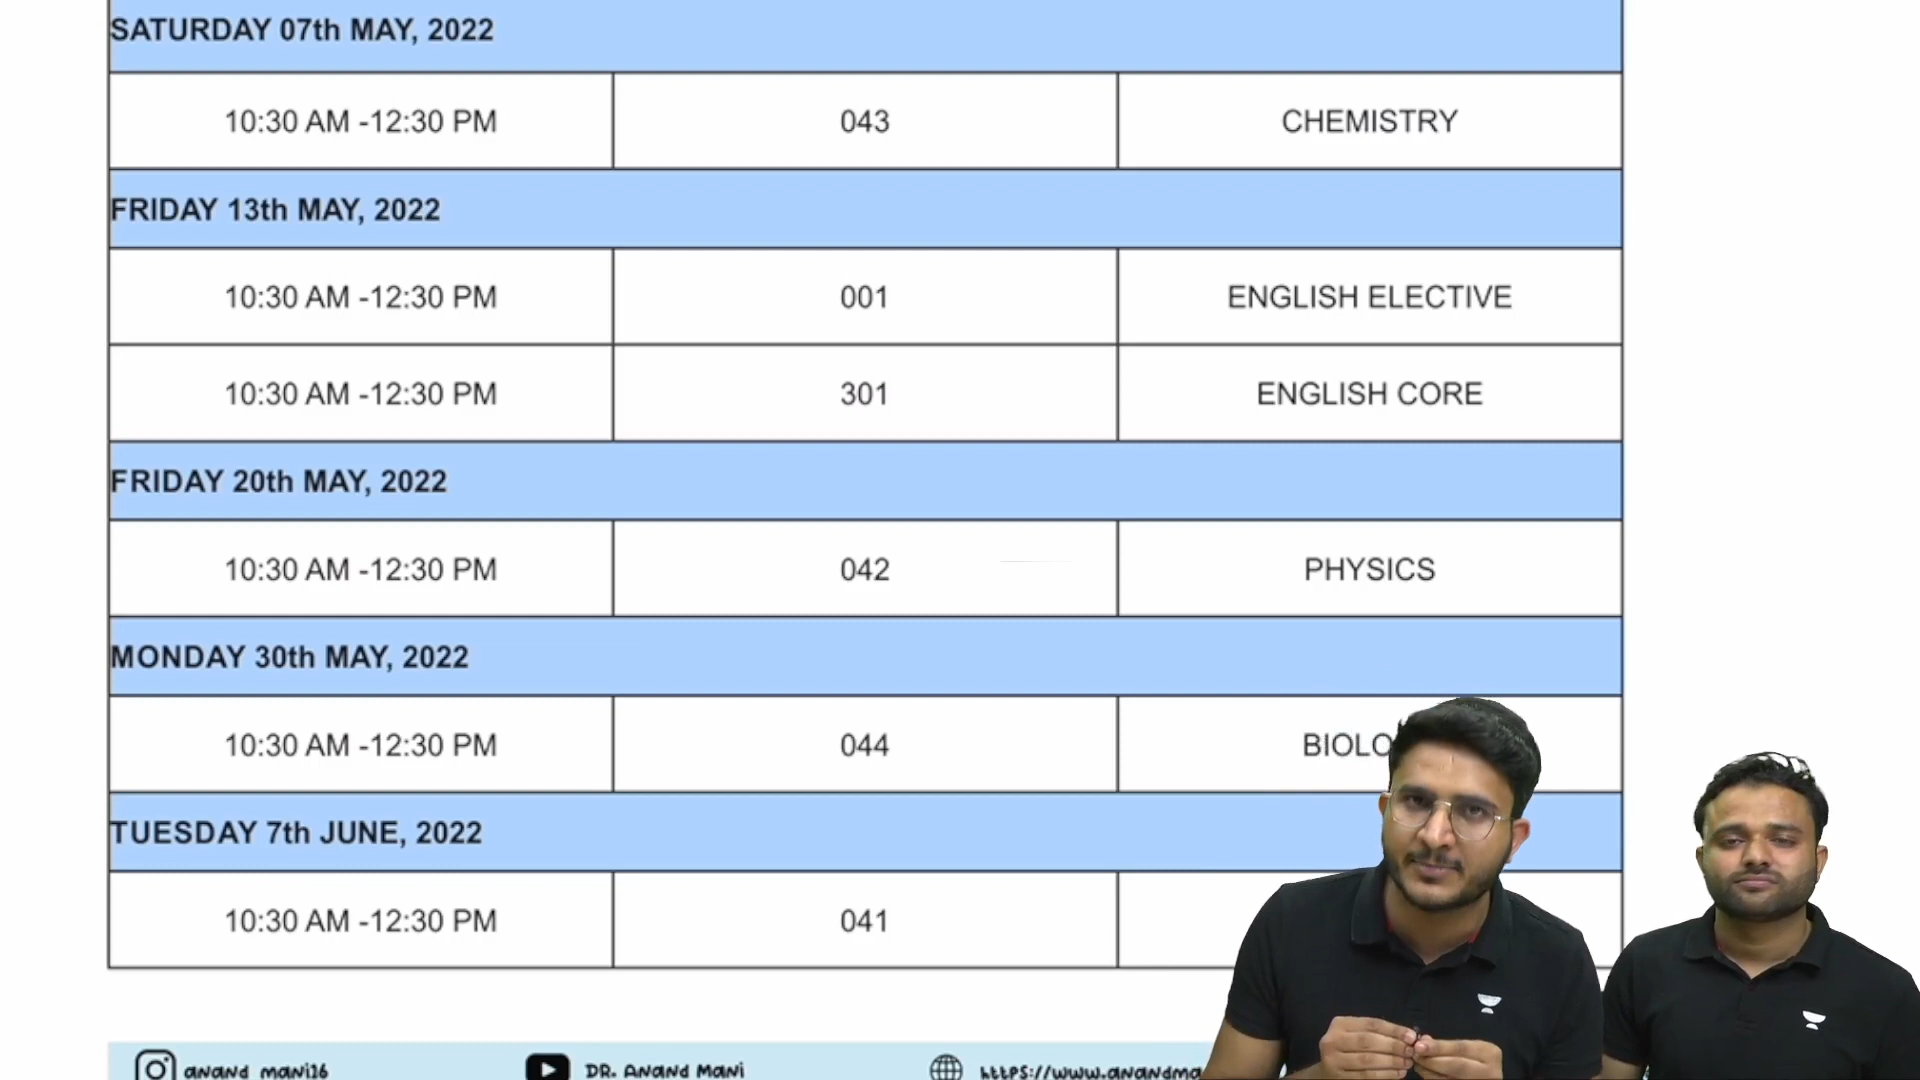 SATURDAY 07th MAY, 2022
10:30 AM -12:30 PM 043 CHEMISTRY
FRIDAY 13th MAY, 2022
10:30 AM -12:30 PM 001 ENGLISH ELECTIVE
10:30 AM -12:30 PM 301 ENGLISH CORE
FRIDAY 20th MAY, 2022
10:30 AM -12:30 PM 042 PHYSICS
MONDAY 30th MAY, 2022
10:30 AM -12:30 PM 044 BIOLO
TUESDAY 7th JUNE, 2022
10:30 AM -12:30 PM 041
anand_mani26 DR. Anand Mani https://www.anandma